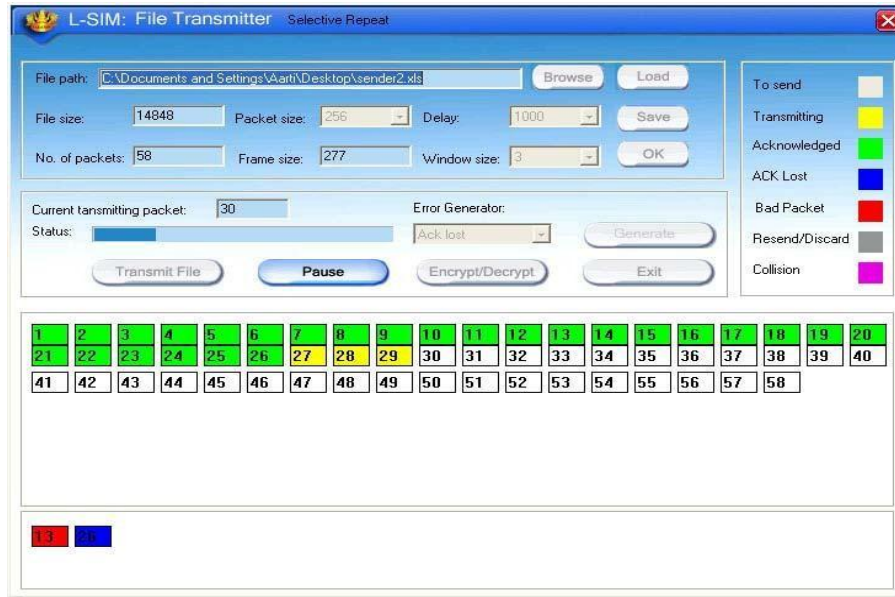 L-SIM: File Transmitter Selective Repeat
File path: C:\Documents and Settings\Aarti\Desktop\sender2.xls Browse Load
File size: 14848 Packet size: 256 Delay: 1000 Save
No. of packets: 58 Frame size: 277 Window size: 3 OK
To send
Transmitting
Acknowledged
ACK Lost
Bad Packet
Resend/Discard
Collision
Current tansmitting packet: 30 Error Generator:
Status: Ack lost Generate
Transmit File Pause Encrypt/Decrypt Exit
1 2 3 4 5 6 7 8 9 10 11 12 13 14 15 16 17 18 19 20
21 22 23 24 25 26 27 28 29 30 31 32 33 34 35 36 37 38 39 40
41 42 43 44 45 46 47 48 49 50 51 52 53 54 55 56 57 58
13 26